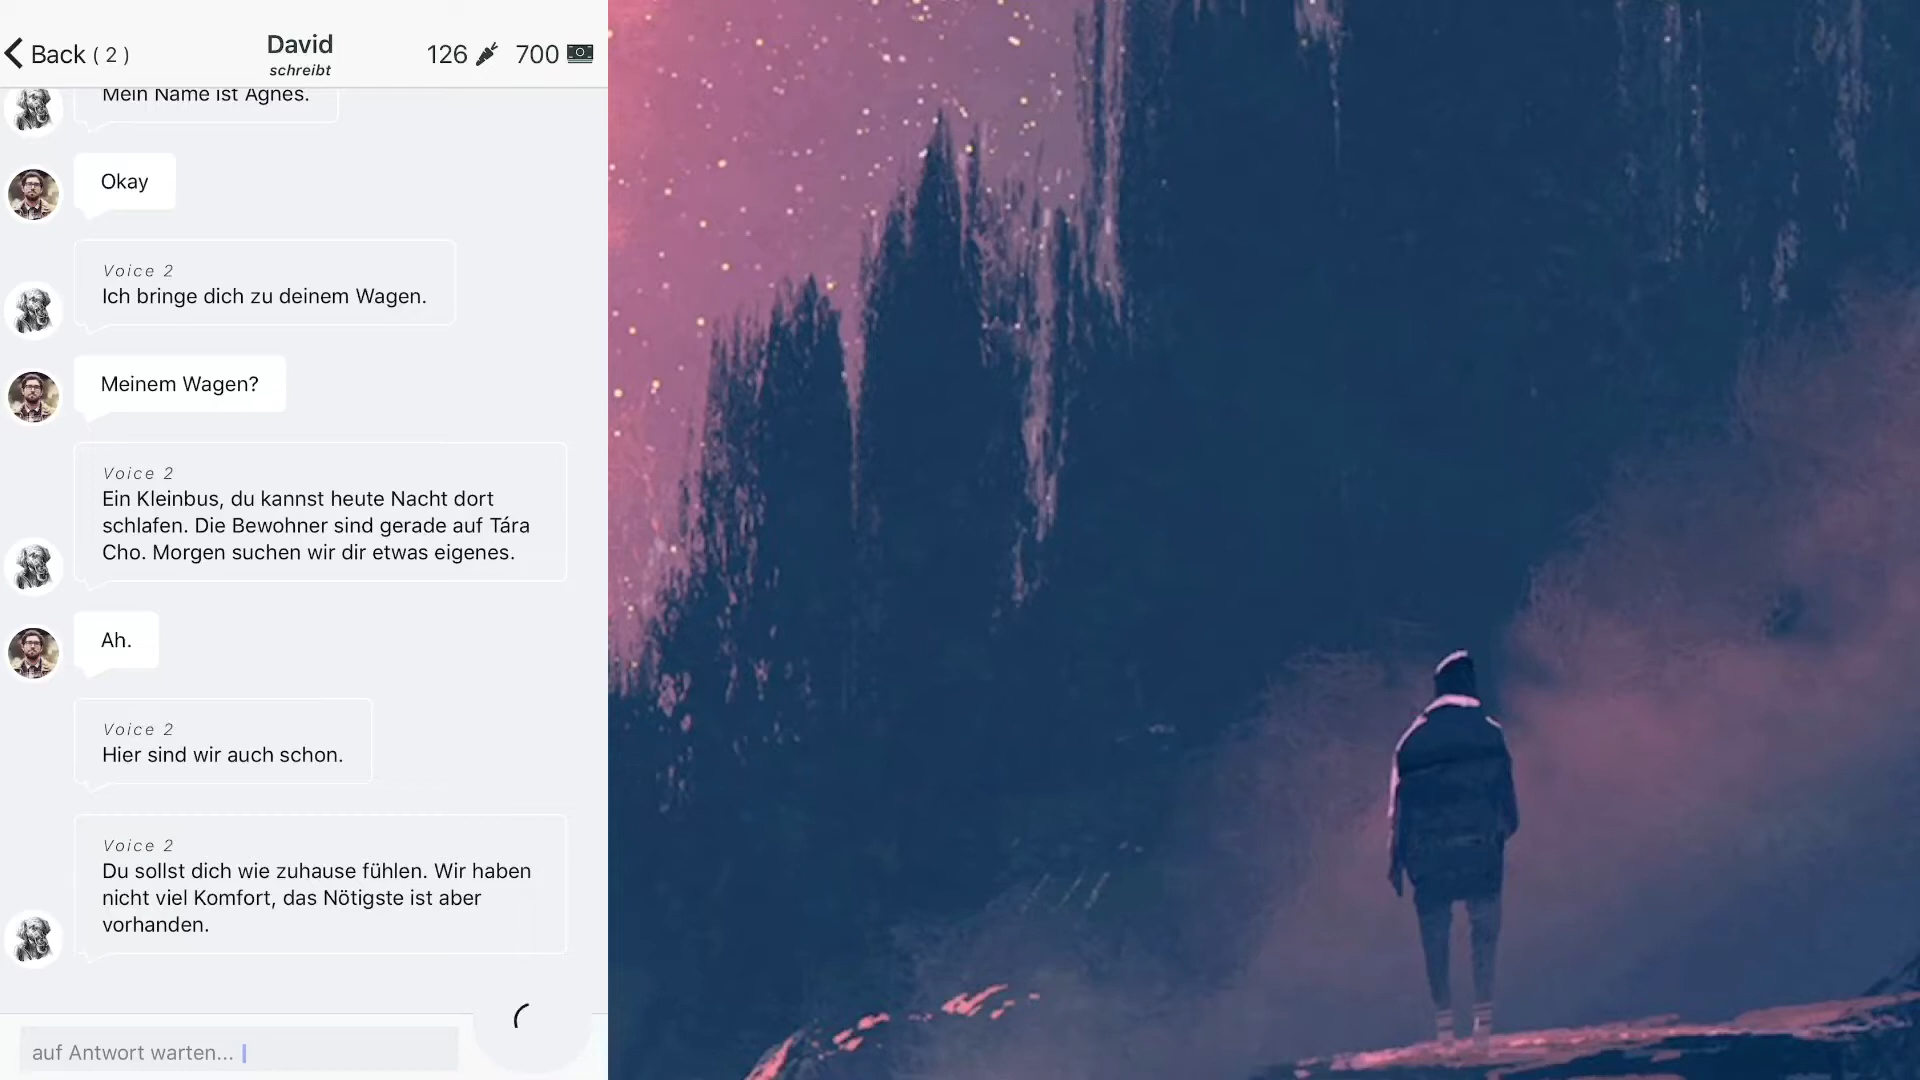 Back ( 2 )
David
schreibt
126
700
Mein Name ist Agnes.
Okay
Voice 2
Ich bringe dich zu deinem Wagen.
Meinem Wagen?
Voice 2
Ein Kleinbus, du kannst heute Nacht dort
schlafen. Die Bewohner sind gerade auf Tára
Cho. Morgen suchen wir dir etwas eigenes.
Ah.
Voice 2
Hier sind wir auch schon.
Voice 2
Du sollst dich wie zuhause fühlen. Wir haben
nicht viel Komfort, das Nötigste ist aber
vorhanden.
auf Antwort warten...